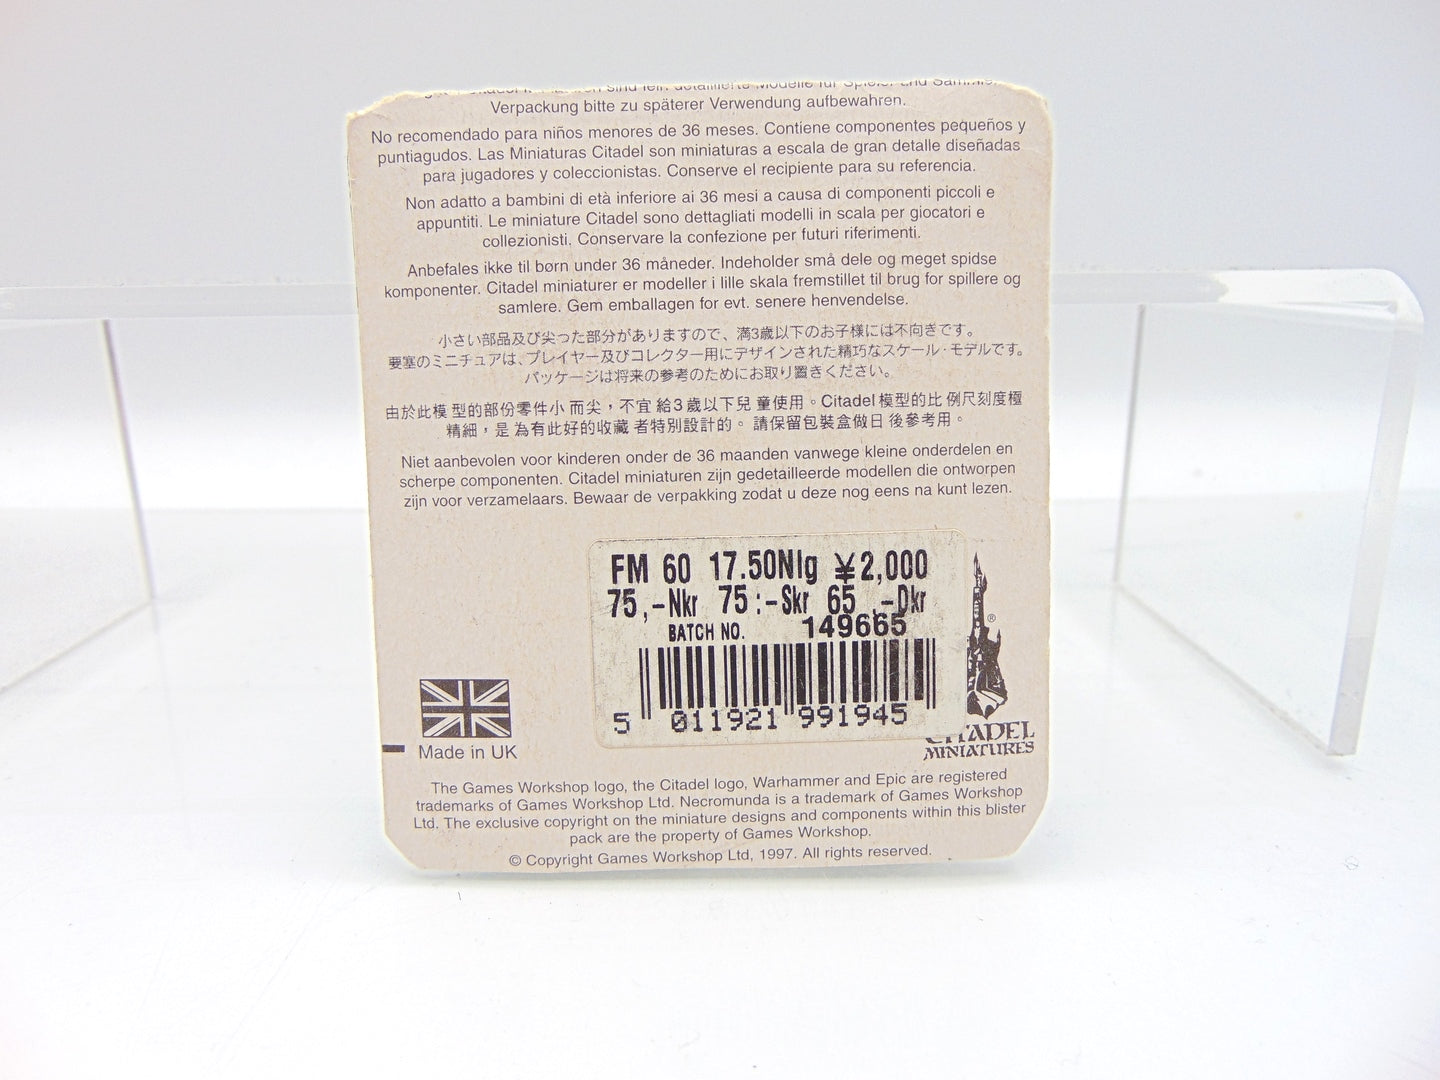 sind fein detaillierte Modelle für Spieler und
Verpackung bitte zu späterer Verwendung aufbewahren.
No recomendado para niños menores de 36 meses. Contiene componentes pequeños y
puntiagudos. Las Miniaturas Citadel son miniaturas a escala de gran detalle diseñadas
para jugadores y coleccionistas. Conserve el recipiente para su referencia.
Non adatto a bambini di età inferiore ai 36 mesi a causa di componenti piccoli e
appuntiti. Le miniature Citadel sono dettagliati modelli in scala per giocatori e
collezionisti. Conservare la confezione per futuri riferimenti.
Anbefales ikke til børn under 36 måneder. Indeholder små dele og meget spidse
komponenter. Citadel miniaturer er modeller i lille skala fremstillet til brug for spillere og
samlere. Gem emballagen for evt. senere henvendelse.
小さい部品及び尖った部分がありますので、満3歳以下のお子様には不向きです。
要塞のミニチュアは、プレイヤー及びコレクター用にデザインされた精巧なスケール・モデルです。
パッケージは将来の参考のためにお取り置きください。
由於此模型的部份零件小而尖，不宜給3歲以下兒童使用。Citadel模型的比例尺刻度極
精細，是為有此好的收藏者特別設計的。請保留包裝盒做日後參考用。
Niet aanbevolen voor kinderen onder de 36 maanden vanwege kleine onderdelen en
scherpe componenten. Citadel miniaturen zijn gedetailleerde modellen die ontworpen
zijn voor verzamelaars. Bewaar de verpakking zodat u deze nog eens na kunt lezen.
FM 60 17.50Nlg ¥2,000
75,-Nkr 75:-Skr 65,-Dkr
BATCH NO. 149665
5 011921 991945
®
CITADEL
MINIATURES
Made in UK
The Games Workshop logo, the Citadel logo, Warhammer and Epic are registered
trademarks of Games Workshop Ltd. Necromunda is a trademark of Games Workshop
Ltd. The exclusive copyright on the miniature designs and components within this blister
pack are the property of Games Workshop.
© Copyright Games Workshop Ltd, 1997. All rights reserved.